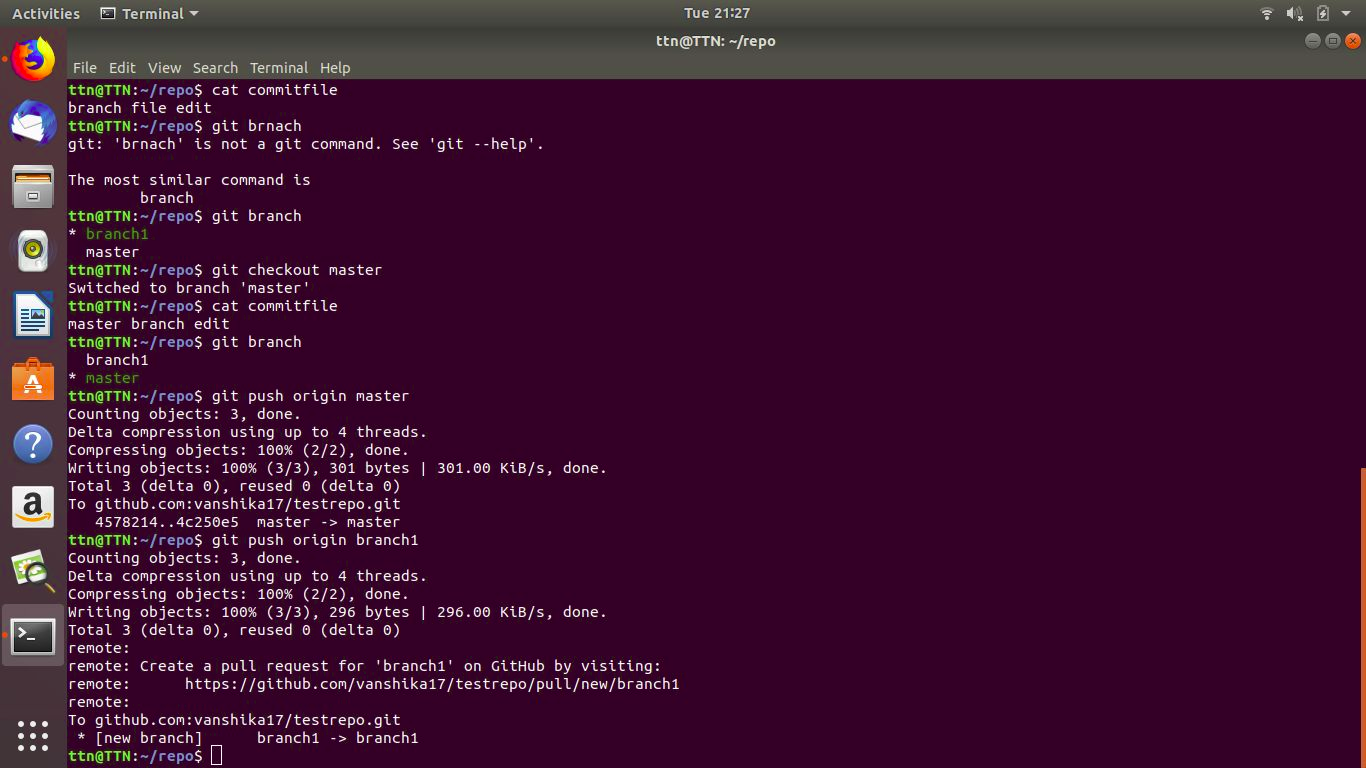 Activities Terminal Tue 21:27
ttn@TTN: ~/repo
File Edit View Search Terminal Help
ttn@TTN:~/repo$ cat commitfile
branch file edit
ttn@TTN:~/repo$ git brnach
git: 'brnach' is not a git command. See 'git --help'.
The most similar command is
branch
ttn@TTN:~/repo$ git branch
* branch1
master
ttn@TTN:~/repo$ git checkout master
Switched to branch 'master'
ttn@TTN:~/repo$ cat commitfile
master branch edit
ttn@TTN:~/repo$ git branch
branch1
* master
ttn@TTN:~/repo$ git push origin master
Counting objects: 3, done.
Delta compression using up to 4 threads.
Compressing objects: 100% (2/2), done.
Writing objects: 100% (3/3), 301 bytes | 301.00 KiB/s, done.
Total 3 (delta 0), reused 0 (delta 0)
To github.com:vanshika17/testrepo.git
4578214..4c250e5  master -> master
ttn@TTN:~/repo$ git push origin branch1
Counting objects: 3, done.
Delta compression using up to 4 threads.
Compressing objects: 100% (2/2), done.
Writing objects: 100% (3/3), 296 bytes | 296.00 KiB/s, done.
Total 3 (delta 0), reused 0 (delta 0)
remote:
remote: Create a pull request for 'branch1' on GitHub by visiting:
remote:      https://github.com/vanshika17/testrepo/pull/new/branch1
remote:
To github.com:vanshika17/testrepo.git
* [new branch]      branch1 -> branch1
ttn@TTN:~/repo$